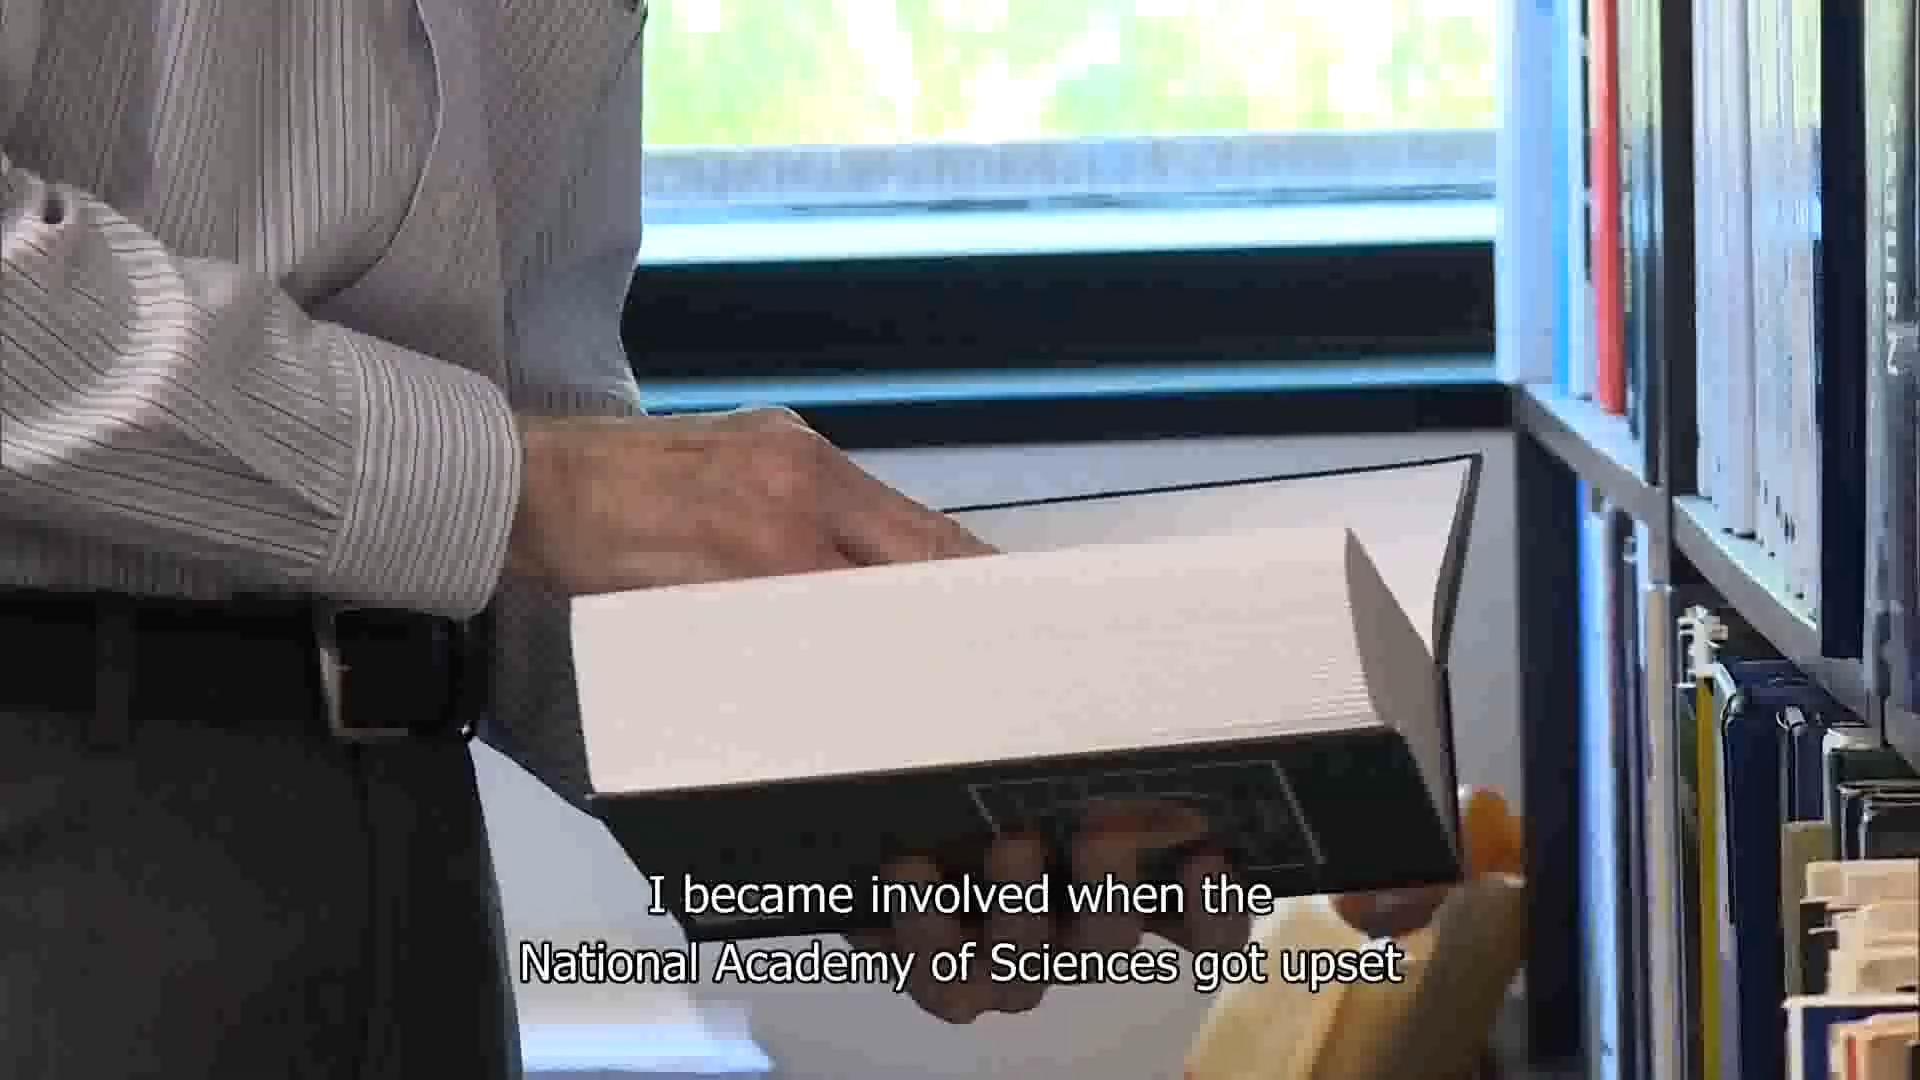 I became involved when the
National Academy of Sciences got upset